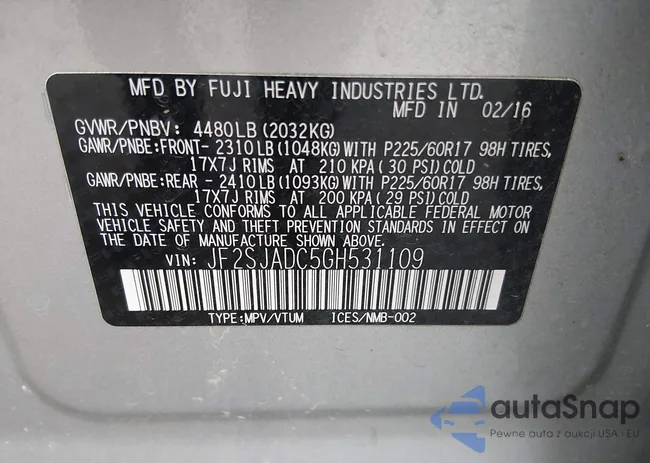 MFD BY FUJI HEAVY INDUSTRIES LTD.
MFD IN 02/16
GVWR/PNBV: 4480LB(2032KG)
GAWR/PNBE:FRONT- 2310LB(1048KG)WITH P225/60R17 98H TIRES,
17X7J RIMS AT 210 KPA(30 PSI)COLD
GAWR/PNBE:REAR - 2410LB(1093KG)WITH P225/60R17 98H TIRES,
17X7J RIMS AT 200 KPA(29 PSI)COLD
THIS VEHICLE CONFORMS TO ALL APPLICABLE FEDERAL MOTOR
VEHICLE SAFETY AND THEFT PREVENTION STANDARDS IN EFFECT
ON THE DATE OF MANUFACTURE SHOWN ABOVE.
VIN: JF2SJADC5GH531109
TYPE:MPV/VTUM ICES/NMB-002
autaSnap
Pewne auta z aukcji USA i EU